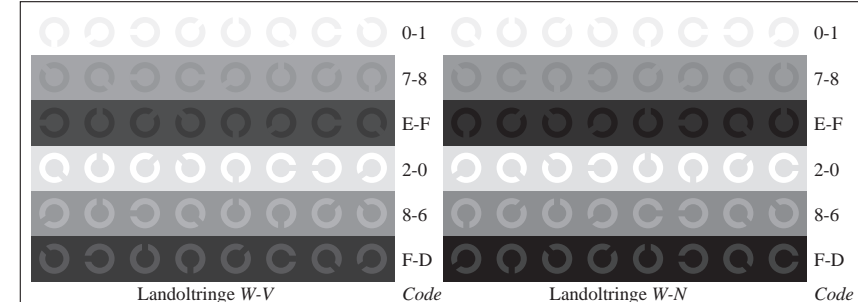 0-1 0-1
7-8 7-8
E-F E-F
2-0 2-0
8-6 8-6
F-D F-D
Landoltringe W-V Code Landoltringe W-N Code